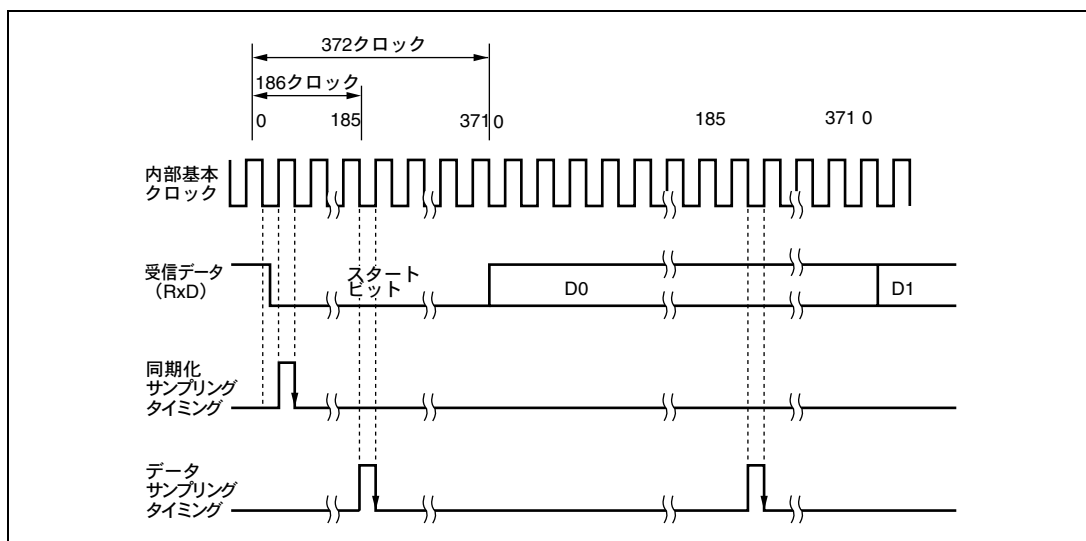 372クロック
186クロック
0 185 371 0 185 371 0
内部基本
クロック
受信データ
(RxD)
スタート
ビット
D0
D1
同期化
サンプリング
タイミング
データ
サンプリング
タイミング